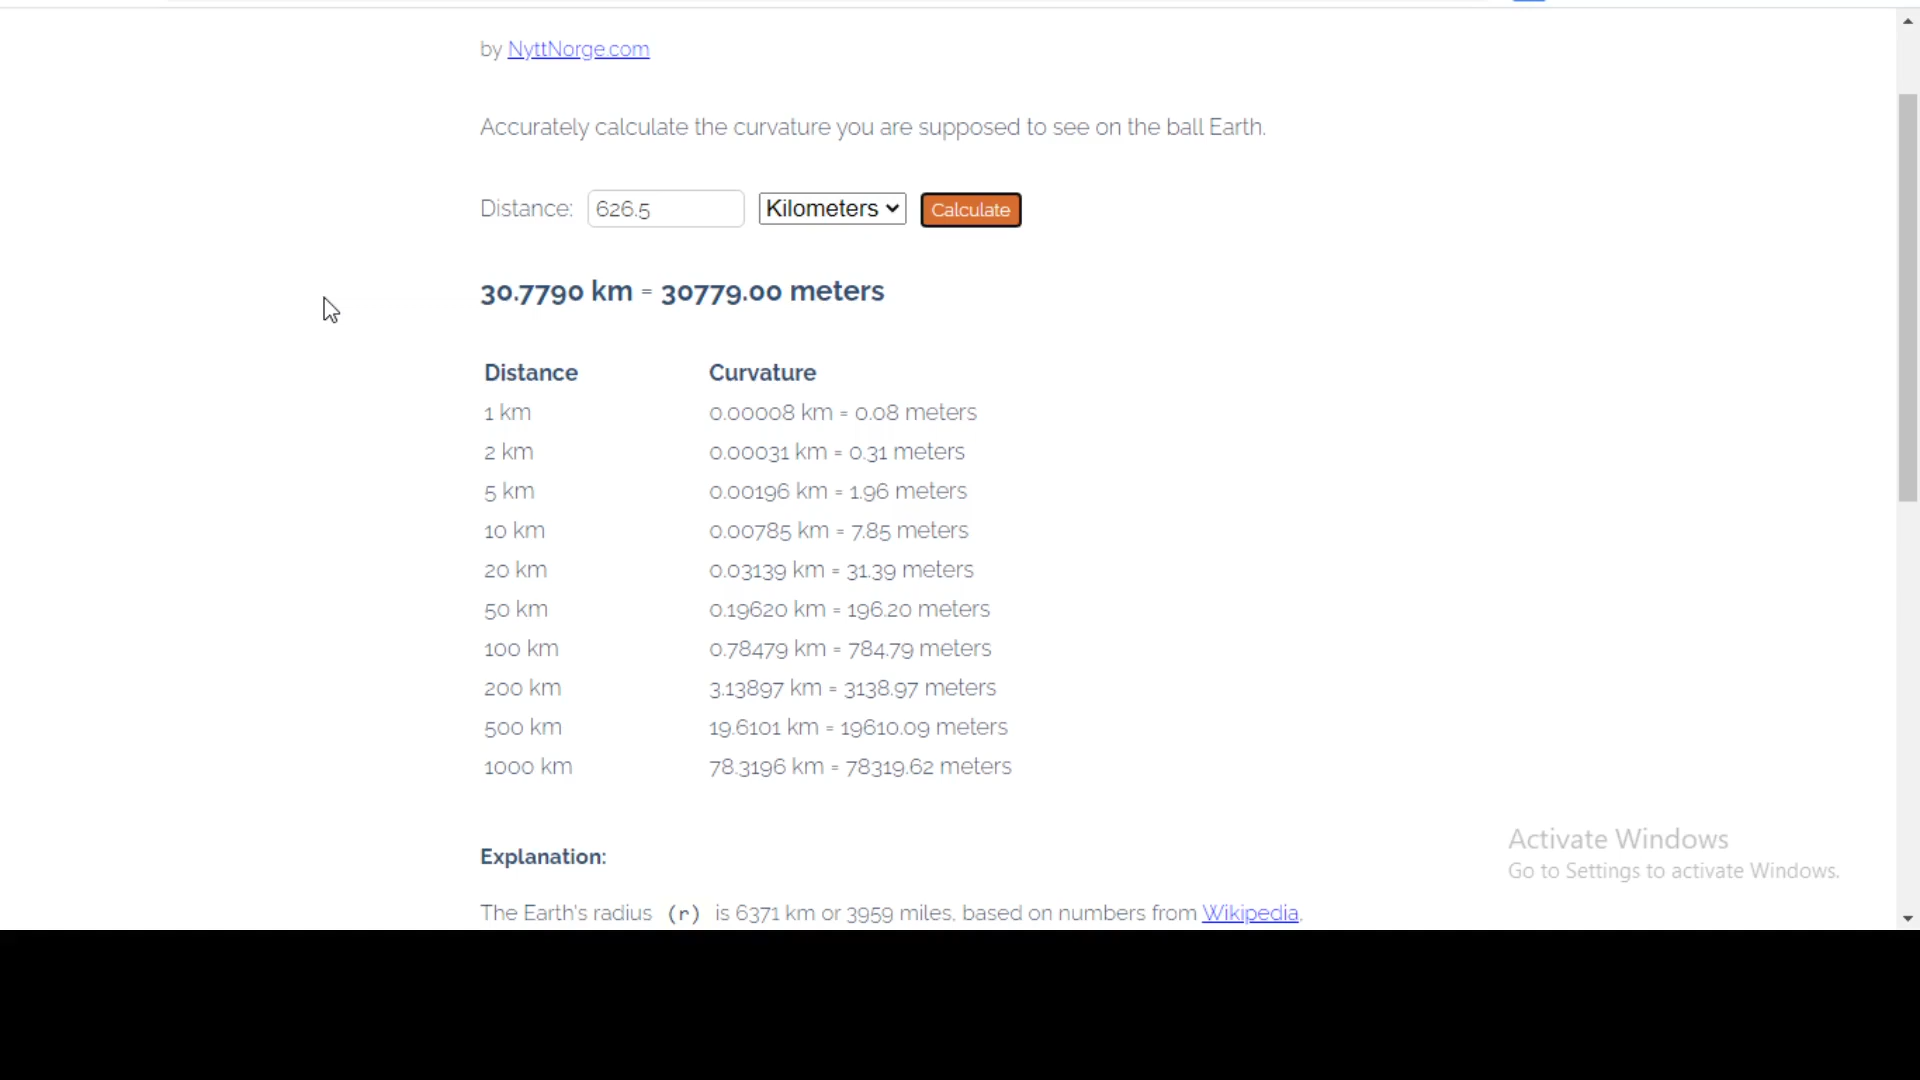 by NyttNorge.com
Accurately calculate the curvature you are supposed to see on the ball Earth.
Distance: 626.5 Kilometers Calculate
30.7790 km = 30779.00 meters
Distance Curvature
1 km 0.00008 km = 0.08 meters
2 km 0.00031 km = 0.31 meters
5 km 0.00196 km = 1.96 meters
10 km 0.00785 km = 7.85 meters
20 km 0.03139 km = 31.39 meters
50 km 0.19620 km = 196.20 meters
100 km 0.78479 km = 784.79 meters
200 km 3.13897 km = 3138.97 meters
500 km 19.6101 km = 19610.09 meters
1000 km 78.3196 km = 78319.62 meters
Explanation:
The Earth's radius (r) is 6371 km or 3959 miles, based on numbers from Wikipedia.
Activate Windows
Go to Settings to activate Windows.